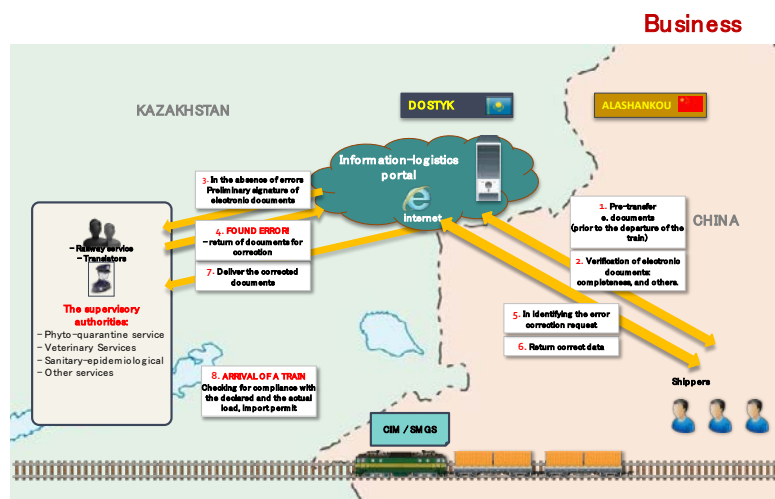 Business
KAZAKHSTAN
DOSTYK
ALASHANKOU
Information-logistics
portal
internet
3. In the absence of errors
Preliminary signature of
electronic documents
4. FOUND ERROR!
– return of documents for
correction
7. Deliver the corrected
documents
1. Pre-transfer
e. documents
(prior to the departure of the
train)
CHINA
2. Verification of electronic
documents:
completeness, and others.
5. In identifying the error
correction request
6. Return correct data
– Railway service
– Translators
The supervisory
authorities:
– Phyto-quarantine service
– Veterinary Services
– Sanitary-epidemiological
– Other services
8. ARRIVAL OF A TRAIN
Checking for compliance with
the declared and the actual
load, import permit
Shippers
CIM / SMGS